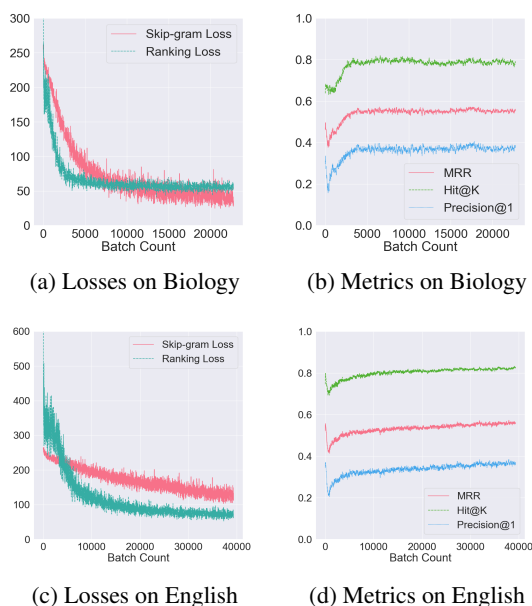 300
250
200
150
100
50
0
Skip-gram Loss
Ranking Loss
0 5000 10000 15000 20000
Batch Count
(a) Losses on Biology
1.0
0.8
0.6
0.4
0.2
0.0
MRR
Hit@K
Precision@1
0 5000 10000 15000 20000
Batch Count
(b) Metrics on Biology
600
500
400
300
200
100
0
Skip-gram Loss
Ranking Loss
0 10000 20000 30000 40000
Batch Count
(c) Losses on English
1.0
0.8
0.6
0.4
0.2
0.0
MRR
Hit@K
Precision@1
0 10000 20000 30000 40000
Batch Count
(d) Metrics on English